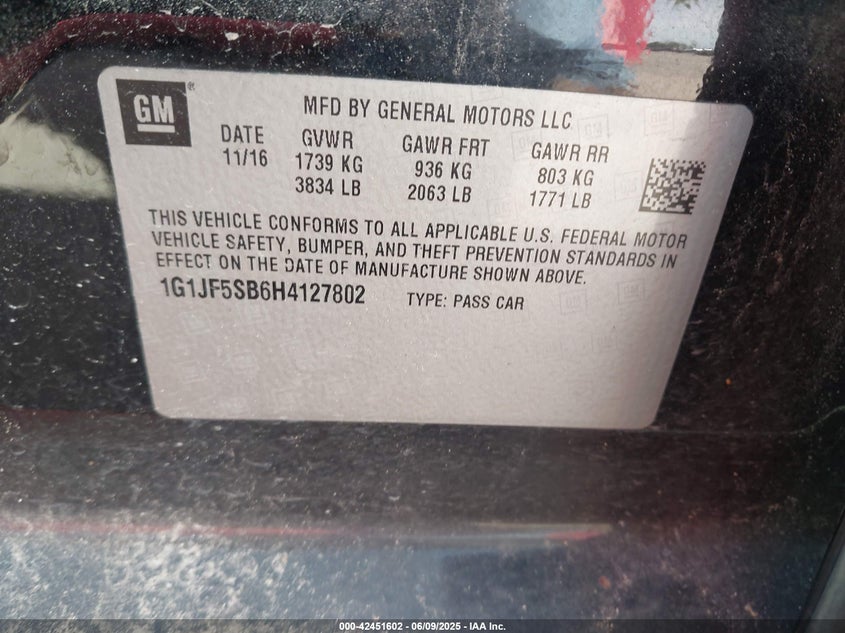 GM
MFD BY GENERAL MOTORS LLC
DATE GVWR GAWR FRT GAWR RR
11/16 1739 KG 936 KG 803 KG
3834 LB 2063 LB 1771 LB
THIS VEHICLE CONFORMS TO ALL APPLICABLE U.S. FEDERAL MOTOR
VEHICLE SAFETY, BUMPER, AND THEFT PREVENTION STANDARDS IN
EFFECT ON THE DATE OF MANUFACTURE SHOWN ABOVE.
1G1JF5SB6H4127802 TYPE: PASS CAR
000-42451602 - 06/09/2025 - IAA Inc.